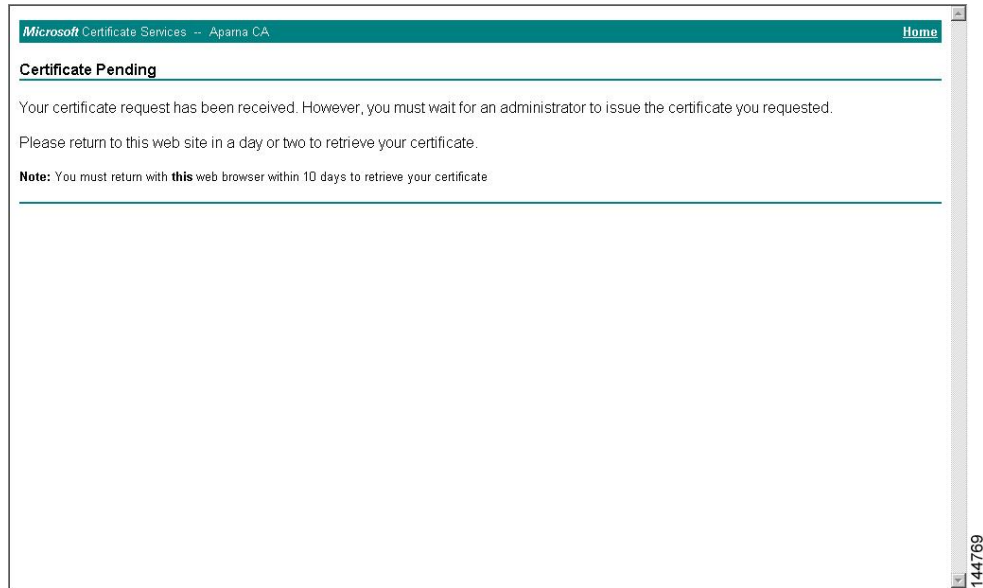 Microsoft Certificate Services -- Aparna CA Home
Certificate Pending
Your certificate request has been received. However, you must wait for an administrator to issue the certificate you requested.
Please return to this web site in a day or two to retrieve your certificate.
Note: You must return with this web browser within 10 days to retrieve your certificate
144769